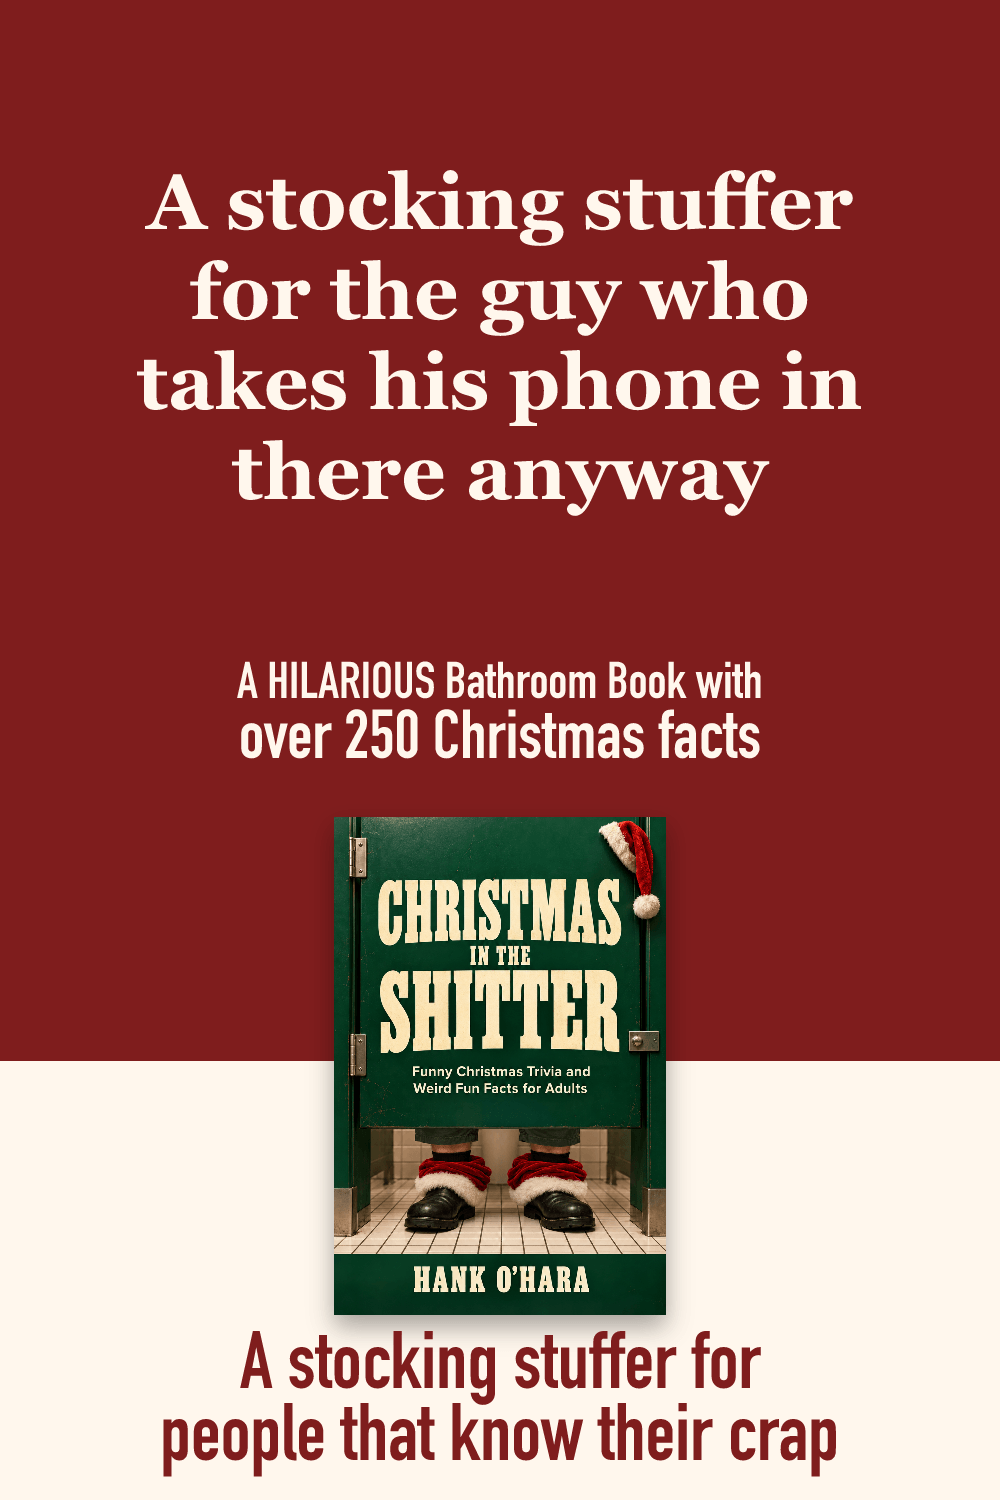 A stocking stuffer
for the guy who
takes his phone in
there anyway
A HILARIOUS Bathroom Book with
over 250 Christmas facts
CHRISTMAS
IN THE
SHITTER
Funny Christmas Trivia and
Weird Fun Facts for Adults
HANK O'HARA
A stocking stuffer for
people that know their crap